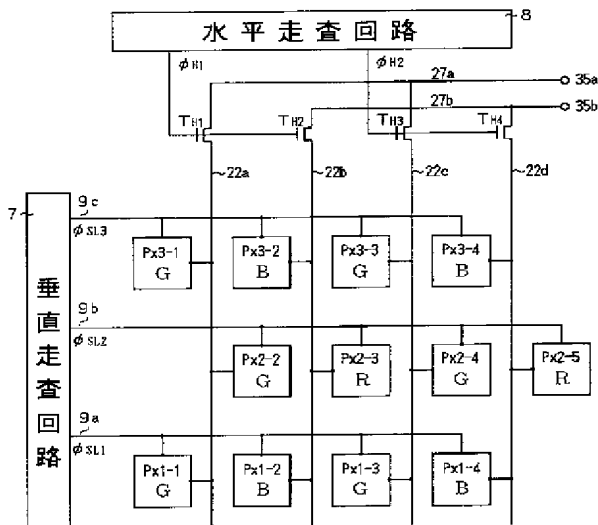 水平走査回路
8
φH1
φH2
27a
35a
27b
35b
TH1
TH2
TH3
TH4
22a
22b
22c
22d
7
垂直走査回路
9c
φSL3
Px3-1
G
Px3-2
B
Px3-3
G
Px3-4
B
9b
φSL2
Px2-2
G
Px2-3
R
Px2-4
G
Px2-5
R
9a
φSL1
Px1-1
G
Px1-2
B
Px1-3
G
Px1-4
B